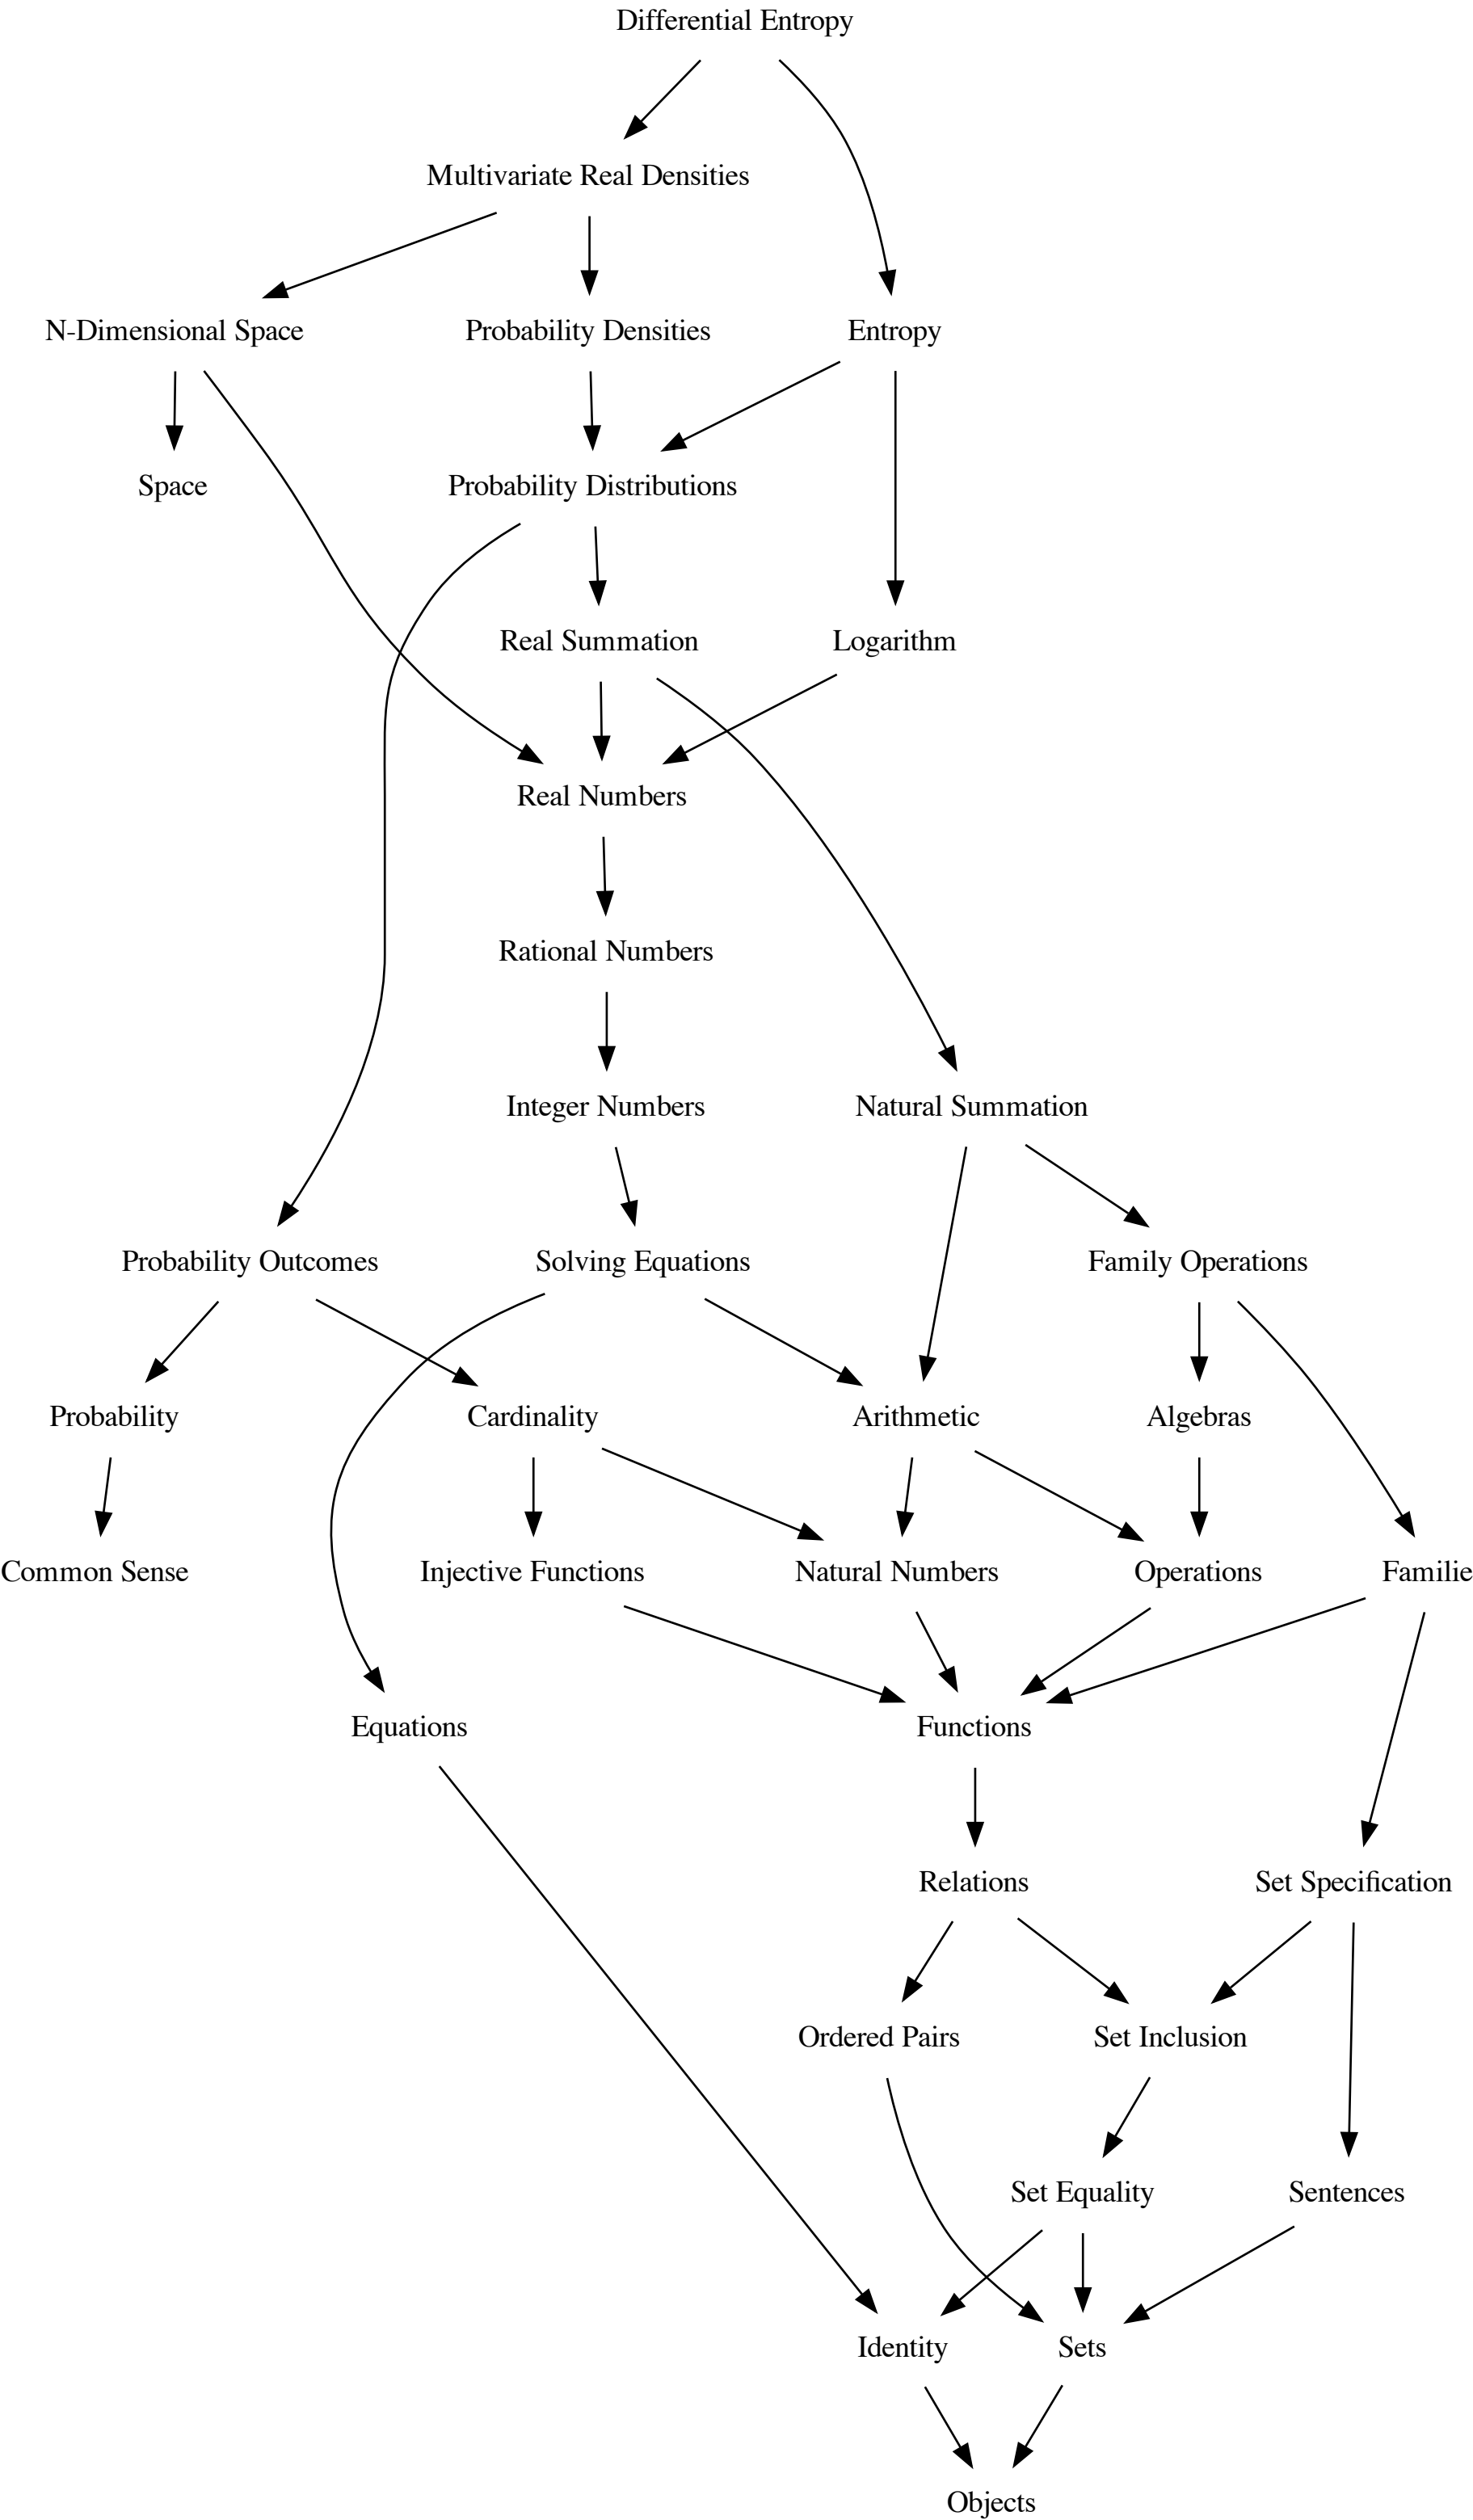 Differential Entropy
Multivariate Real Densities
N-Dimensional Space
Probability Densities
Entropy
Space
Probability Distributions
Real Summation
Logarithm
Real Numbers
Rational Numbers
Integer Numbers
Natural Summation
Probability Outcomes
Solving Equations
Family Operations
Probability
Cardinality
Arithmetic
Algebras
Common Sense
Injective Functions
Natural Numbers
Operations
Familie
Equations
Functions
Relations
Set Specification
Ordered Pairs
Set Inclusion
Set Equality
Sentences
Identity
Sets
Objects